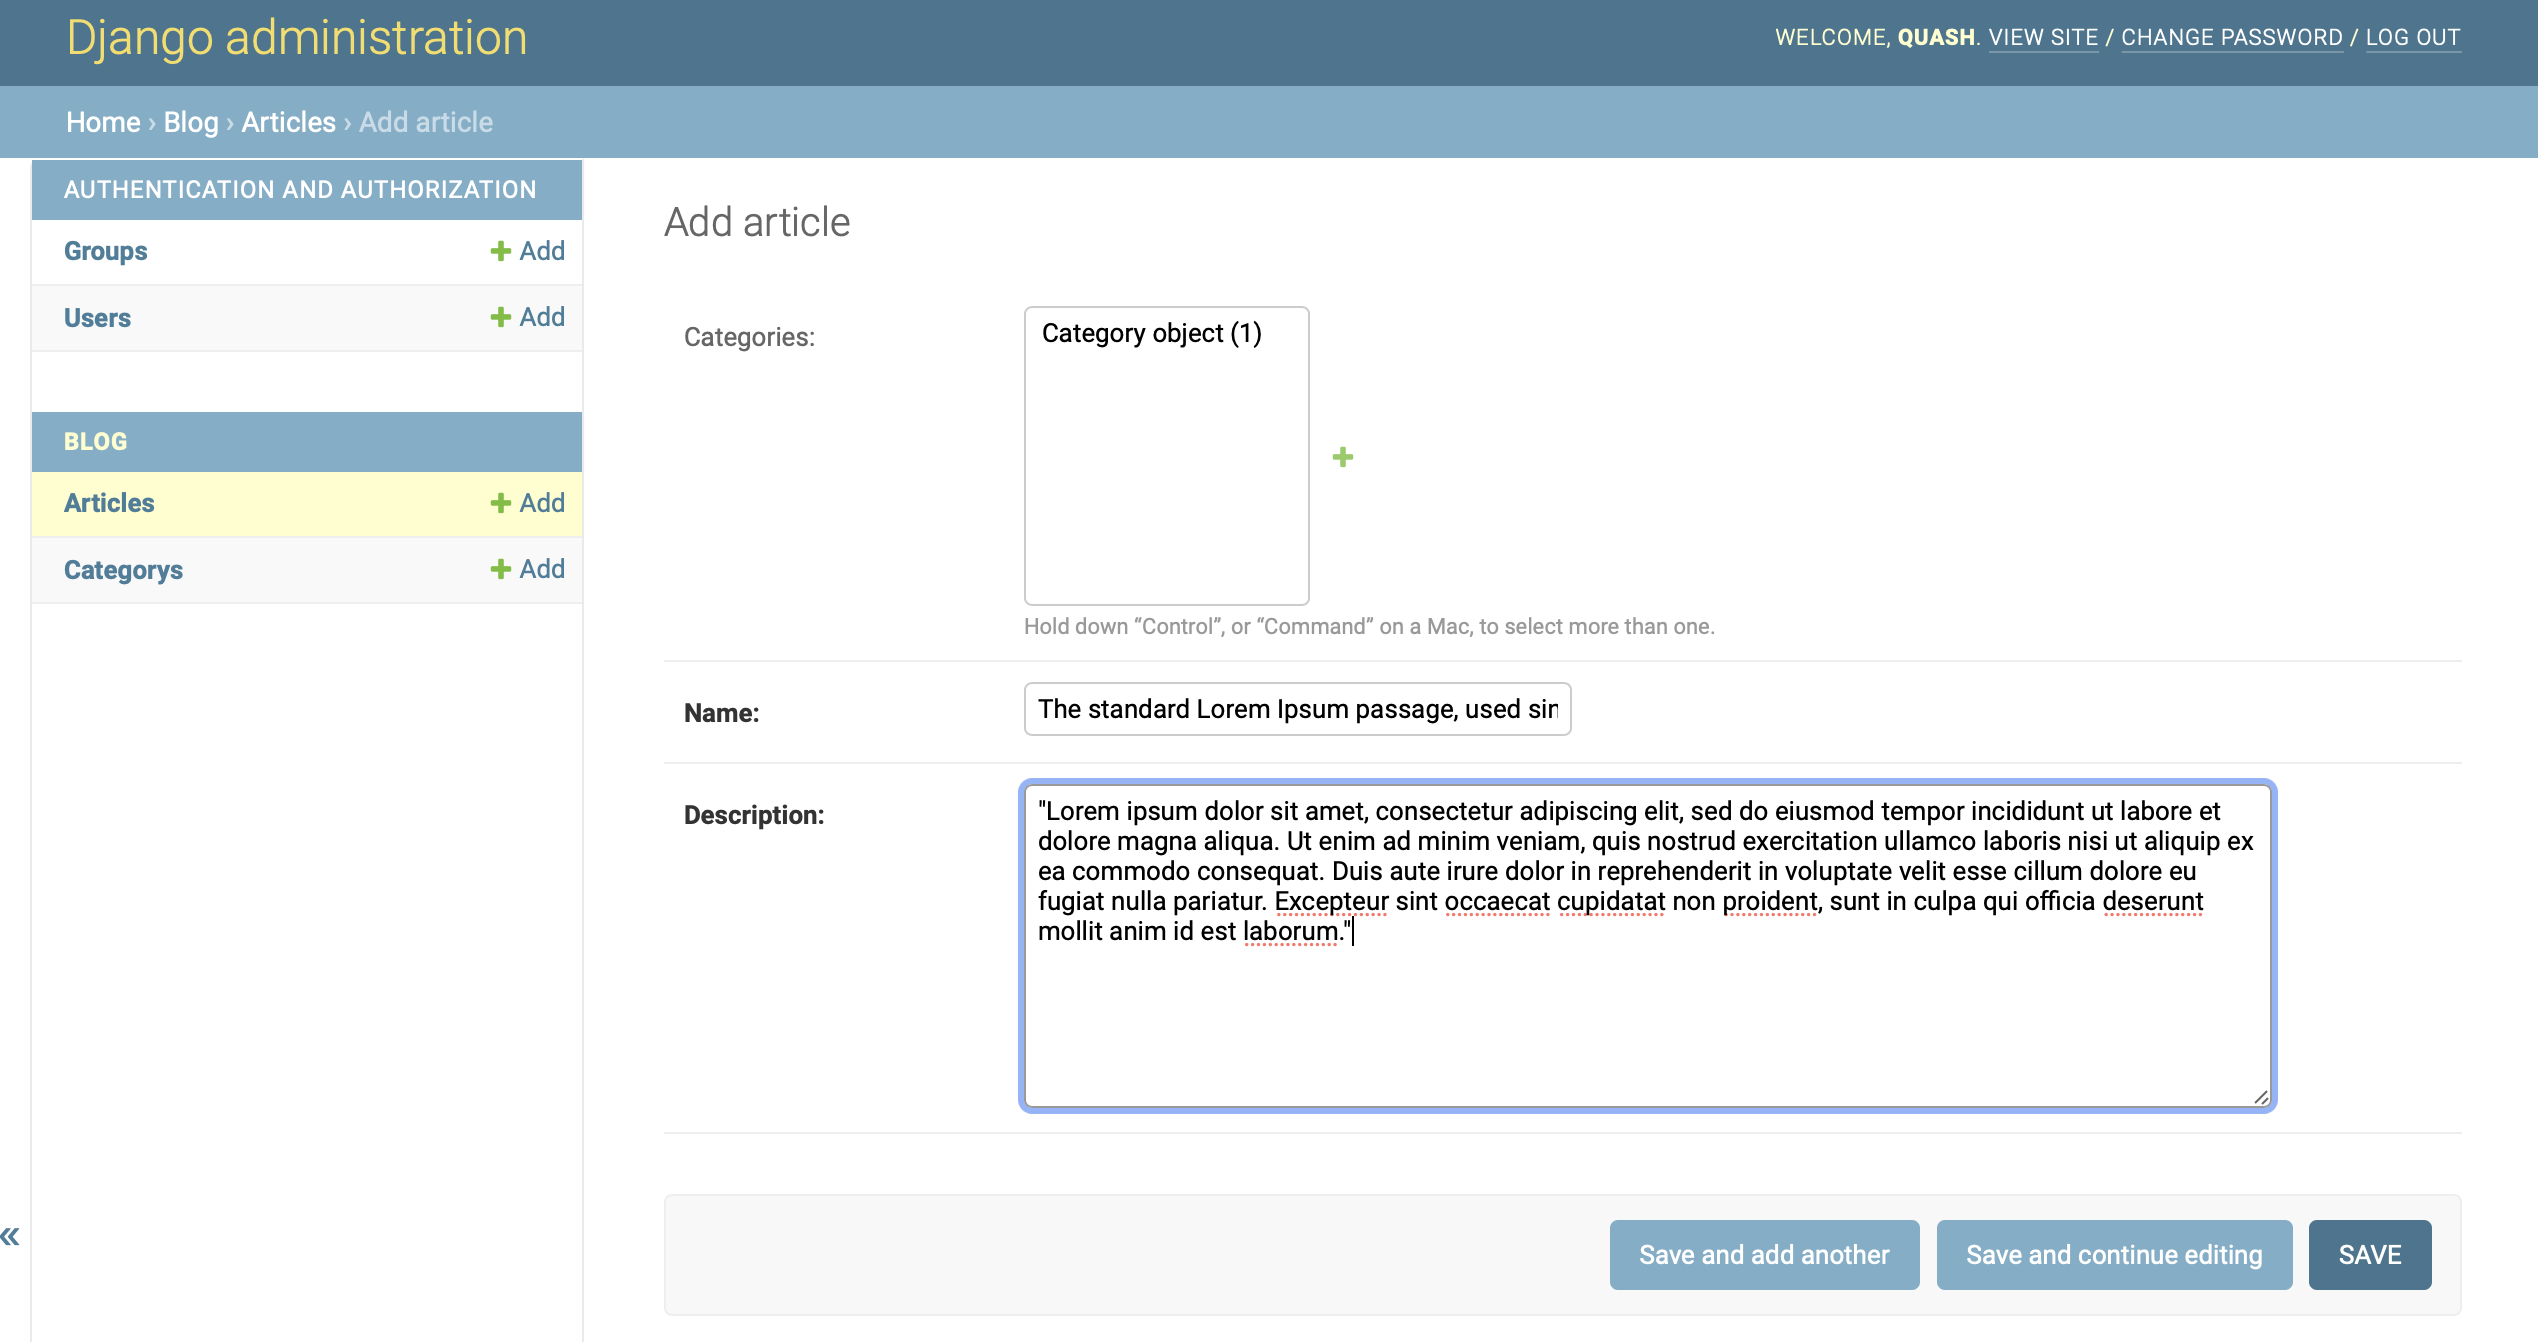 Django administration
WELCOME, QUASH. VIEW SITE / CHANGE PASSWORD / LOG OUT
Home › Blog › Articles › Add article
AUTHENTICATION AND AUTHORIZATION
Groups
Add
Users
Add
BLOG
Articles
Add
Categorys
Add
«
Add article
Categories:
Category object (1)
Hold down “Control”, or “Command” on a Mac, to select more than one.
Name:
The standard Lorem Ipsum passage, used sin
Description:
"Lorem ipsum dolor sit amet, consectetur adipiscing elit, sed do eiusmod tempor incididunt ut labore et
dolore magna aliqua. Ut enim ad minim veniam, quis nostrud exercitation ullamco laboris nisi ut aliquip ex
ea commodo consequat. Duis aute irure dolor in reprehenderit in voluptate velit esse cillum dolore eu
fugiat nulla pariatur. Excepteur sint occaecat cupidatat non proident, sunt in culpa qui officia deserunt
mollit anim id est laborum."
Save and add another
Save and continue editing
SAVE